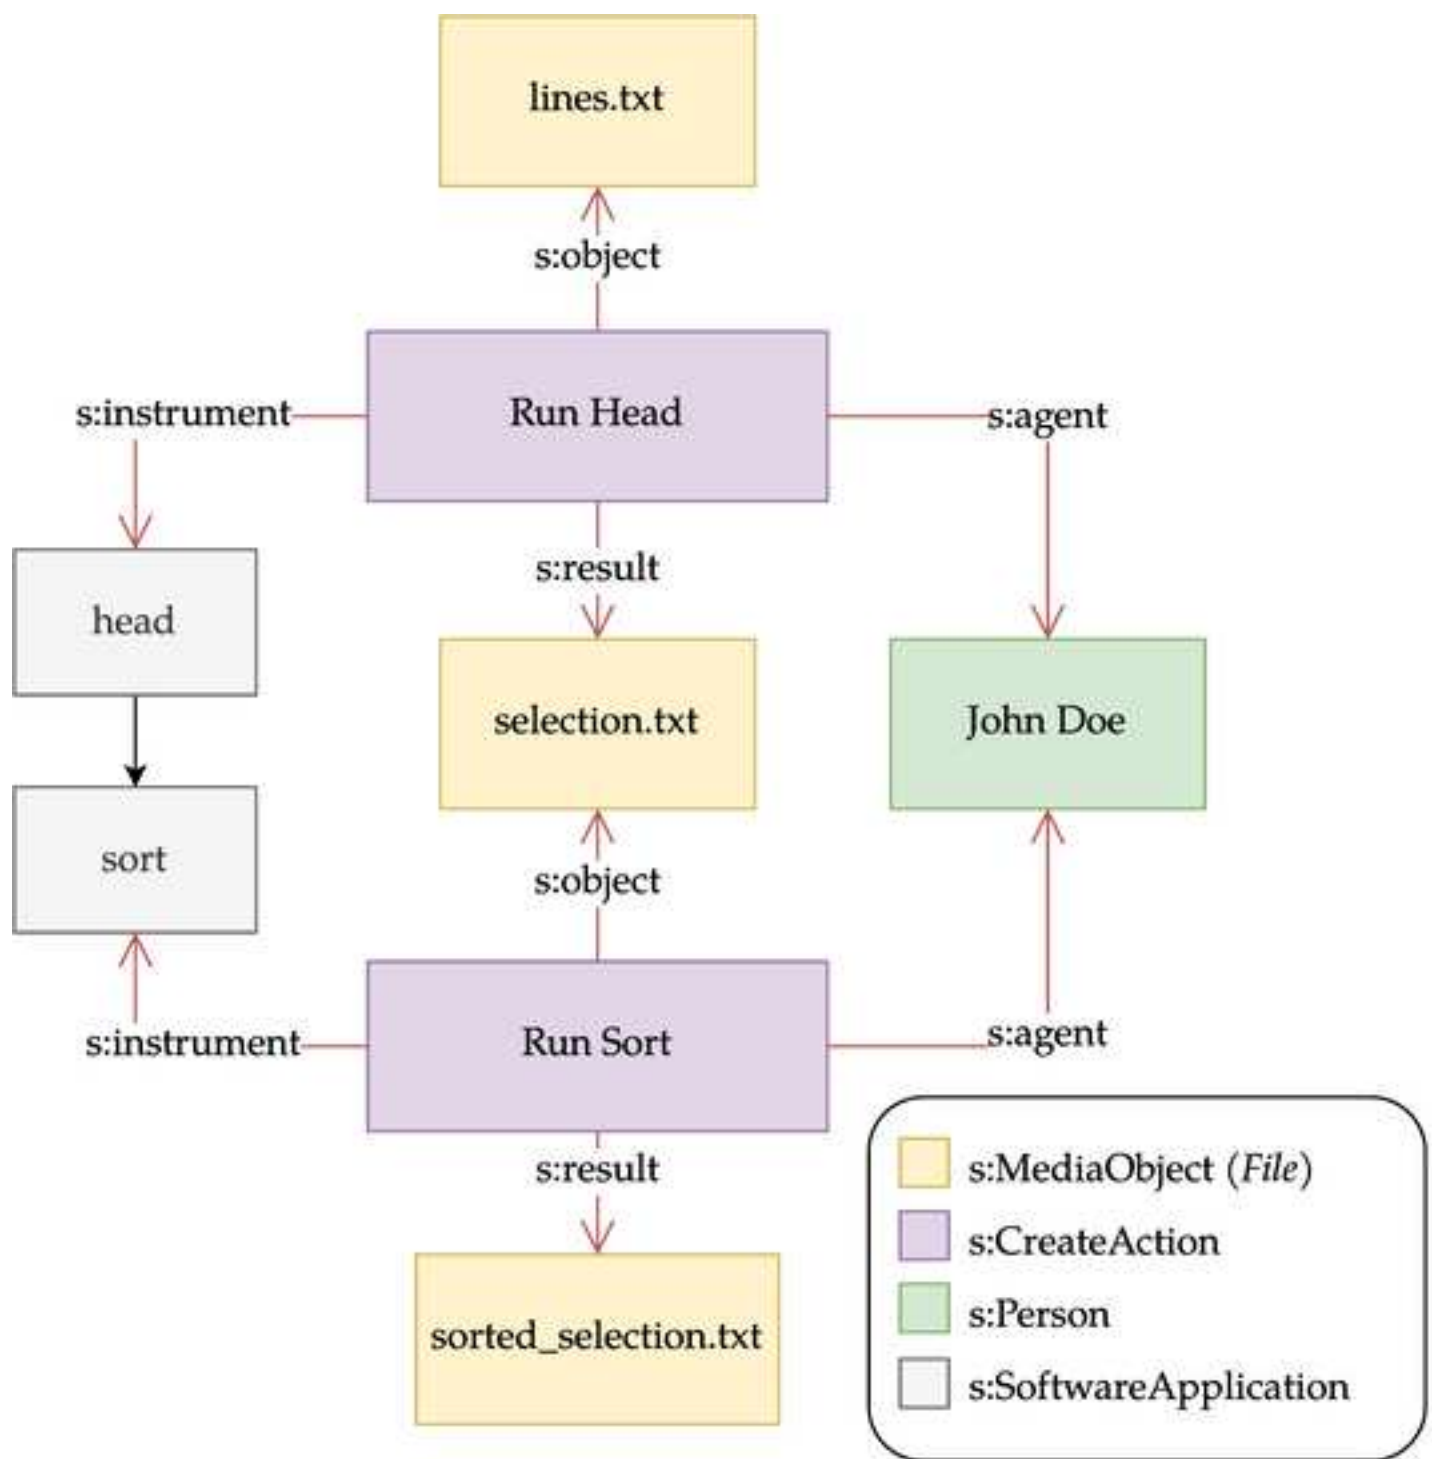 lines.txt
s:object
s:instrument
Run Head
s:agent
s:result
head
selection.txt
John Doe
sort
s:object
s:instrument
Run Sort
s:agent
s:result
sorted_selection.txt
s:MediaObject (File)
s:CreateAction
s:Person
s:SoftwareApplication